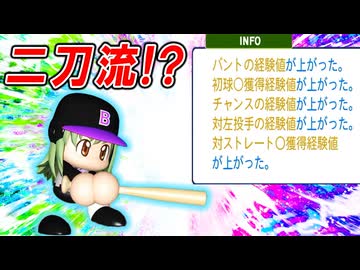 二刀流!?
INFO
バントの経験値が上がった。
初球〇獲得経験値が上がった。
チャンスの経験値が上がった。
対左投手の経験値が上がった。
対ストレート〇獲得経験値
が上がった。
B